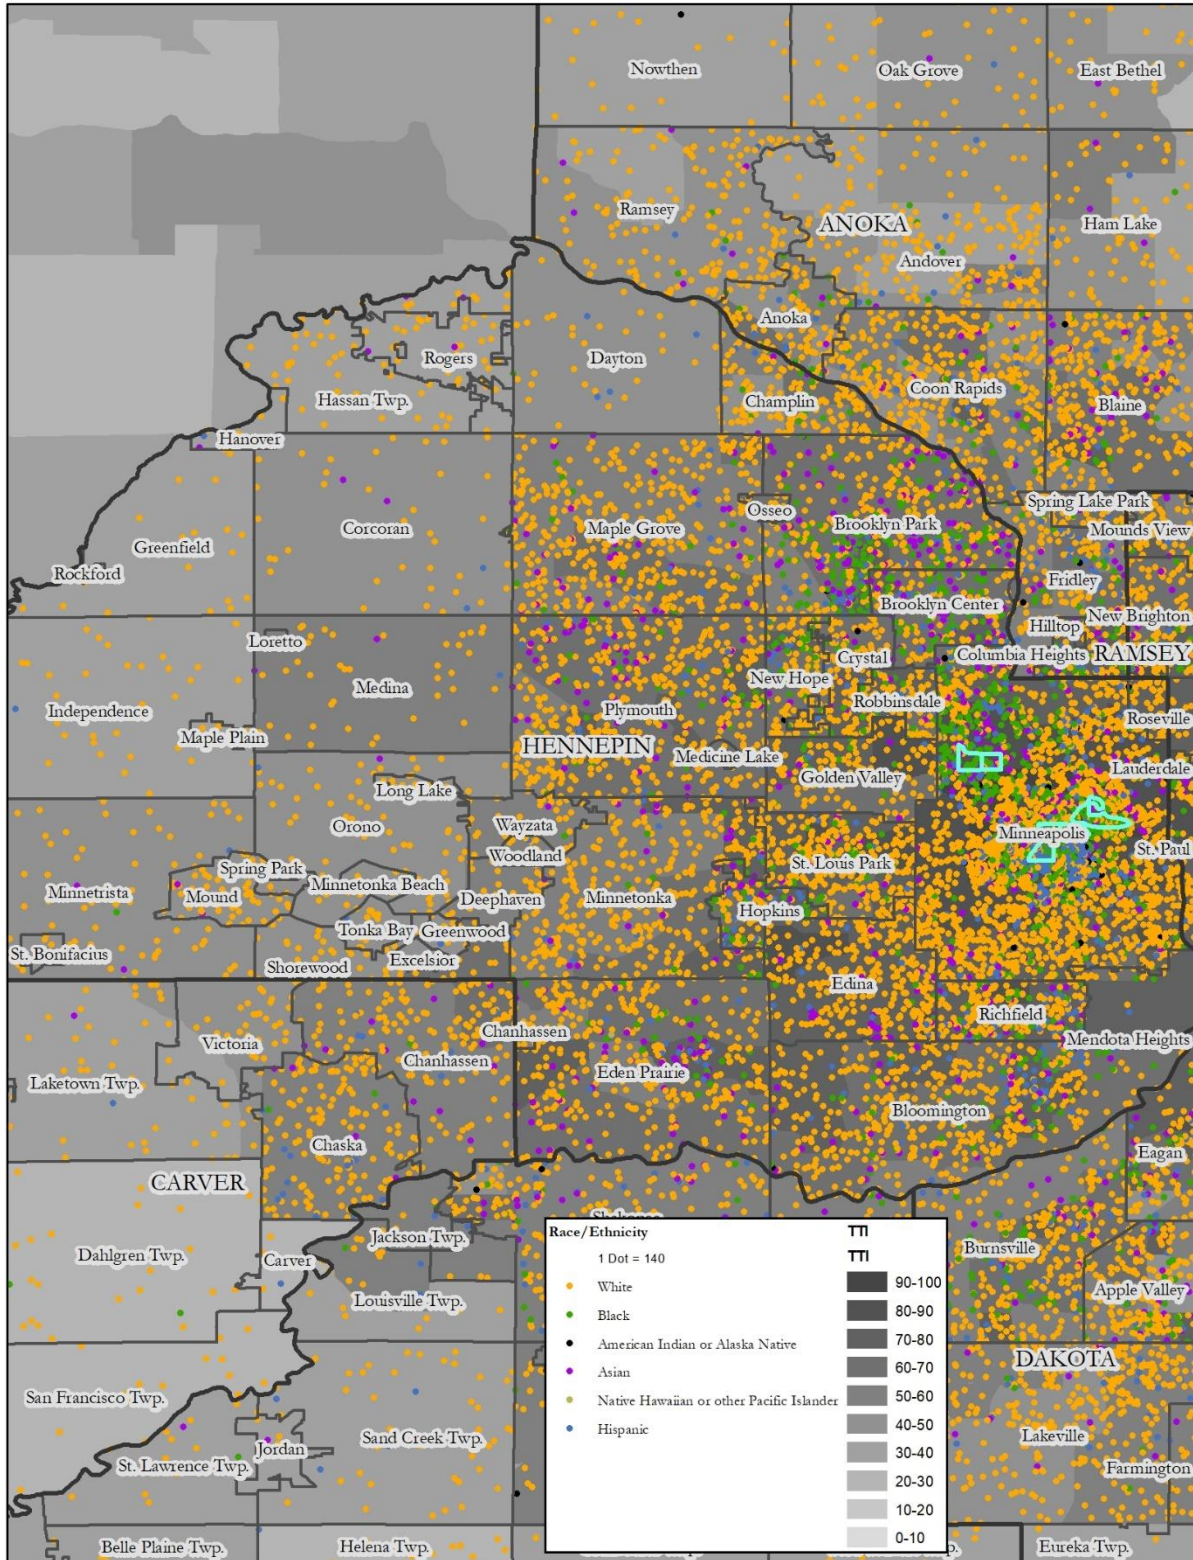 Nowthen
Oak Grove
East Bethel
Ramsey
ANOKA
Ham Lake
Andover
Anoka
Rogers
Dayton
Coon Rapids
Hassan Twp.
Champlin
Blaine
Hanover
Corcoran
Maple Grove
Osseo
Brooklyn Park
Spring Lake Park
Mounds View
Greenfield
Rockford
Fridley
Brooklyn Center
New Brighton
Hilltop
Loretto
Crystal
Columbia Heights
RAMSEY
Medina
New Hope
Independence
Plymouth
Robbinsdale
Roseville
Maple Plain
HENNEPIN
Medicine Lake
Golden Valley
Lauderdale
Long Lake
Orono
Wayzata
Minneapolis
St. Paul
Woodland
St. Louis Park
Spring Park
Minnetrista
Mound
Minnetonka Beach
Deephaven
Minnetonka
Hopkins
Tonka Bay
Greenwood
St. Bonifacius
Shorewood
Excelsior
Edina
Richfield
Victoria
Chanhassen
Chanhassen
Mendota Heights
Laketown Twp.
Eden Prairie
Bloomington
Chaska
Eagan
CARVER
Jackson Twp.
Dahlgren Twp.
Carver
Burnsville
Louisville Twp.
Apple Valley
DAKOTA
San Francisco Twp.
Sand Creek Twp.
Jordan
St. Lawrence Twp.
Lakeville
Farmington
Belle Plaine Twp.
Helena Twp.
Eureka Twp.
Race/Ethnicity
1 Dot = 140
White
Black
American Indian or Alaska Native
Asian
Native Hawaiian or other Pacific Islander
Hispanic
TTI
TTI
90-100
80-90
70-80
60-70
50-60
40-50
30-40
20-30
10-20
0-10